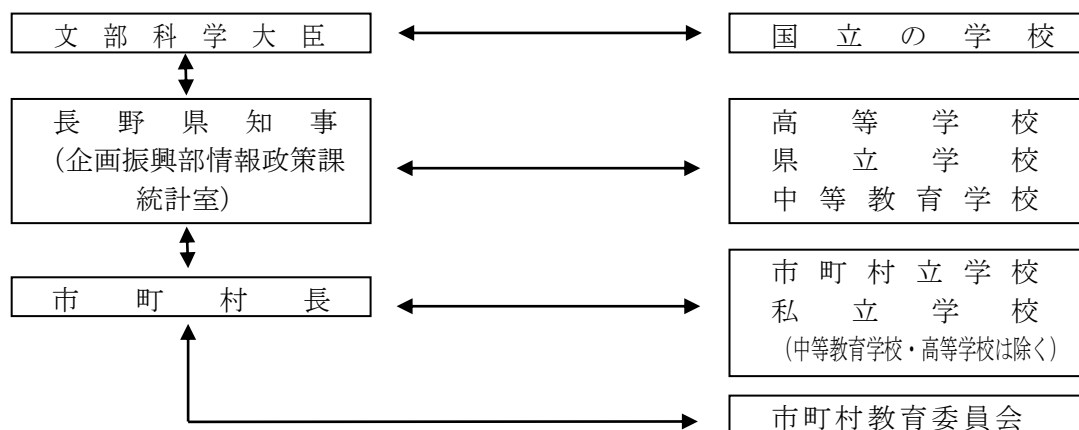 文部科学大臣
国立の学校
長野県知事
(企画振興部情報政策課
統計室)
高等学校
県立学校
中等教育学校
市町村長
市町村立学校
私立学校
(中等教育学校・高等学校は除く)
市町村教育委員会